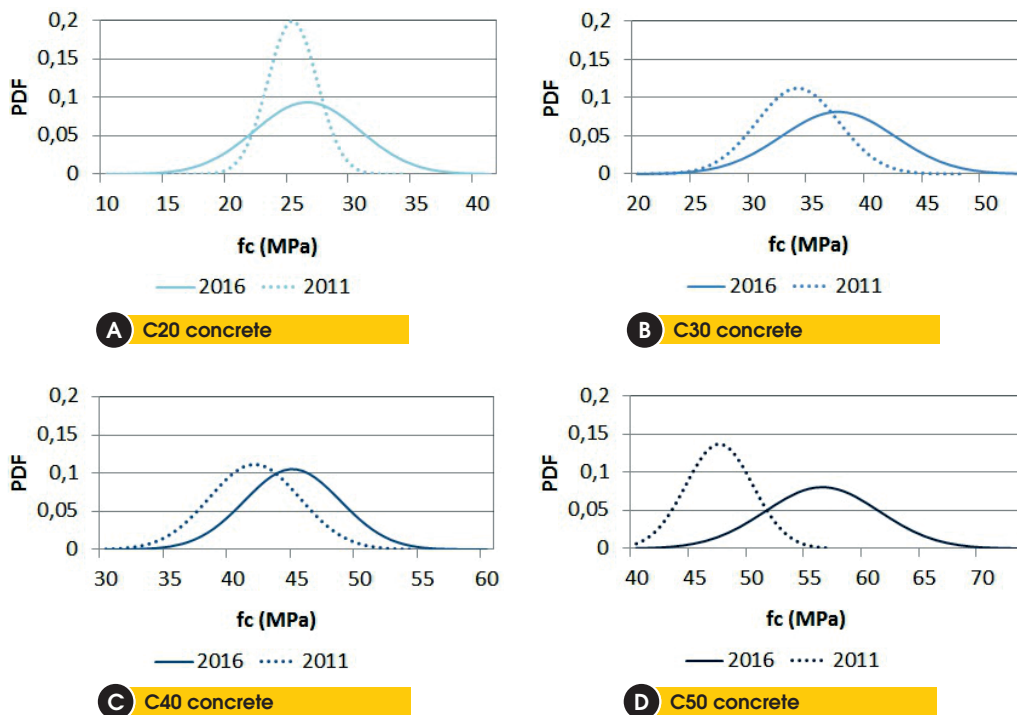 0,2
0,15
0,1
0,05
0
PDF
10 15 20 25 30 35 40
fc (MPa)
2016 2011
A C20 concrete
0,2
0,15
0,1
0,05
0
PDF
20 25 30 35 40 45 50
fc (MPa)
2016 2011
B C30 concrete
0,2
0,15
0,1
0,05
0
PDF
30 35 40 45 50 55 60
fc (MPa)
2016 2011
C C40 concrete
0,2
0,15
0,1
0,05
0
PDF
40 45 50 55 60 65 70
fc (MPa)
2016 2011
D C50 concrete